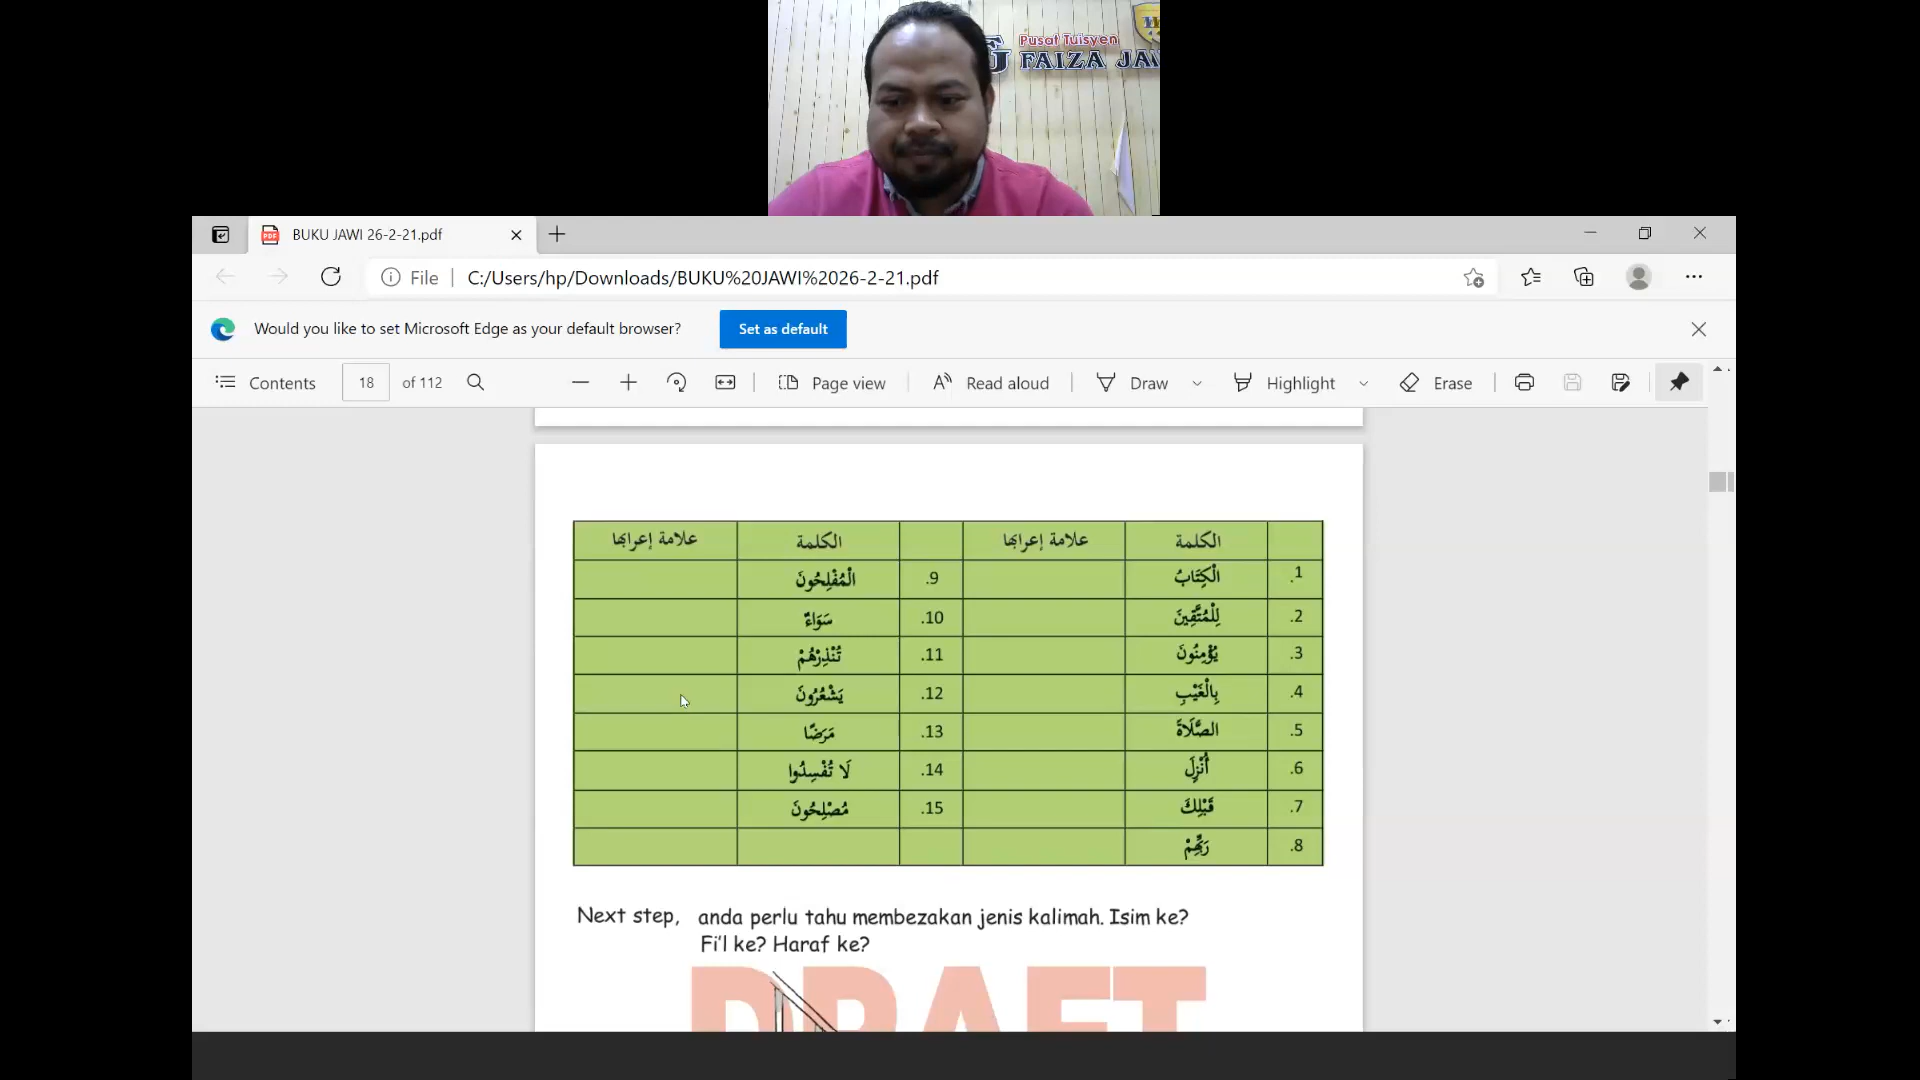 Pusat Tuisyen
FAIZA JAW
BUKU JAWI 26-2-21.pdf
File C:/Users/hp/Downloads/BUKU%20JAWI%2026-2-21.pdf
Would you like to set Microsoft Edge as your default browser? Set as default
Contents 18 of 112 Page view Read aloud Draw Highlight Erase
الكلمة علامة إعرابها الكلمة علامة إعرابها
1. الْكِتَابُ 9. الْمُفْلِحُونَ
2. لِلْمُتَّقِينَ 10. سَوَاءٌ
3. يُؤْمِنُونَ 11. تُنْذِرْهُمْ
4. بِالْغَيْبِ 12. يَشْعُرُونَ
5. الصَّلَاةَ 13. مَرَضًا
6. أُنْزِلَ 14. لَا تُفْسِدُوا
7. قَبْلِكَ 15. مُصْلِحُونَ
8. رَبِّهِمْ
Next step, anda perlu tahu membezakan jenis kalimah. Isim ke?
Fi'l ke? Haraf ke?
DRAFT